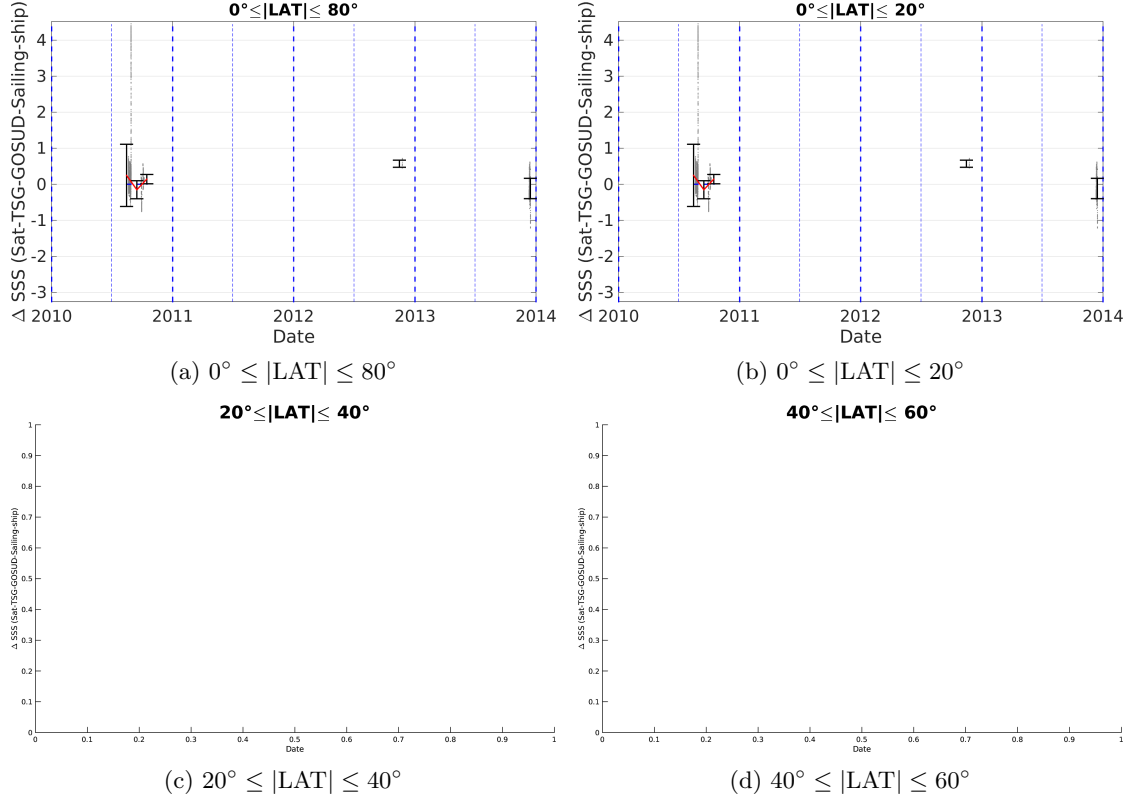 0°≤|LAT|≤ 80°
Δ SSS (Sat-TSG-GOSUD-Sailing-ship)
4
3
2
1
0
-1
-2
-3
2010 2011 2012 2013 2014
Date
(a) 0° ≤ |LAT| ≤ 80°
0°≤|LAT|≤ 20°
Δ SSS (Sat-TSG-GOSUD-Sailing-ship)
4
3
2
1
0
-1
-2
-3
2010 2011 2012 2013 2014
Date
(b) 0° ≤ |LAT| ≤ 20°
20°≤|LAT|≤ 40°
Δ SSS (Sat-TSG-GOSUD-Sailing-ship)
1
0.9
0.8
0.7
0.6
0.5
0.4
0.3
0.2
0.1
0
0 0.1 0.2 0.3 0.4 0.5 0.6 0.7 0.8 0.9 1
Date
(c) 20° ≤ |LAT| ≤ 40°
40°≤|LAT|≤ 60°
Δ SSS (Sat-TSG-GOSUD-Sailing-ship)
1
0.9
0.8
0.7
0.6
0.5
0.4
0.3
0.2
0.1
0
0 0.1 0.2 0.3 0.4 0.5 0.6 0.7 0.8 0.9 1
Date
(d) 40° ≤ |LAT| ≤ 60°